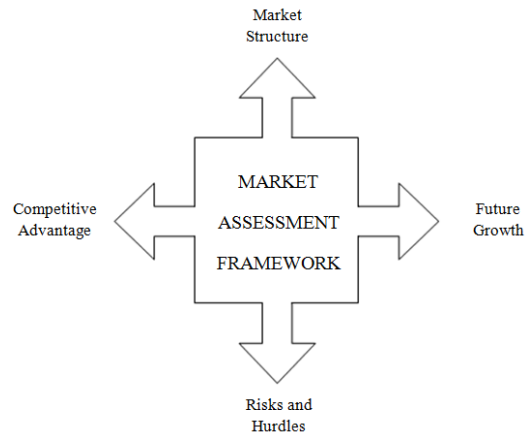 Market
Structure
MARKET
Competitive
Advantage
ASSESSMENT
Future
Growth
FRAMEWORK
Risks and
Hurdles